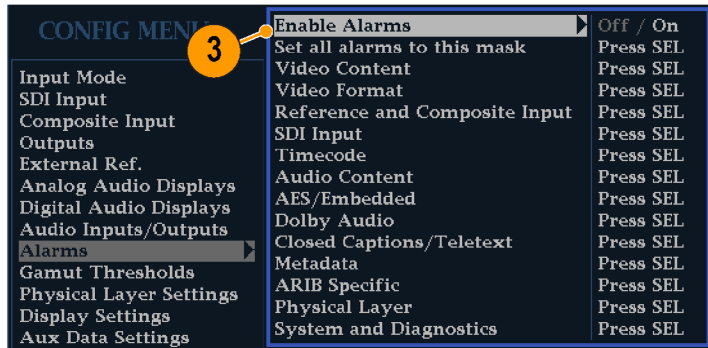 CONFIG MENU
3
Input Mode
SDI Input
Composite Input
Outputs
External Ref.
Analog Audio Displays
Digital Audio Displays
Audio Inputs/Outputs
Alarms
Gamut Thresholds
Physical Layer Settings
Display Settings
Aux Data Settings
Enable Alarms Off / On
Set all alarms to this mask Press SEL
Video Content Press SEL
Video Format Press SEL
Reference and Composite Input Press SEL
SDI Input Press SEL
Timecode Press SEL
Audio Content Press SEL
AES/Embedded Press SEL
Dolby Audio Press SEL
Closed Captions/Teletext Press SEL
Metadata Press SEL
ARIB Specific Press SEL
Physical Layer Press SEL
System and Diagnostics Press SEL